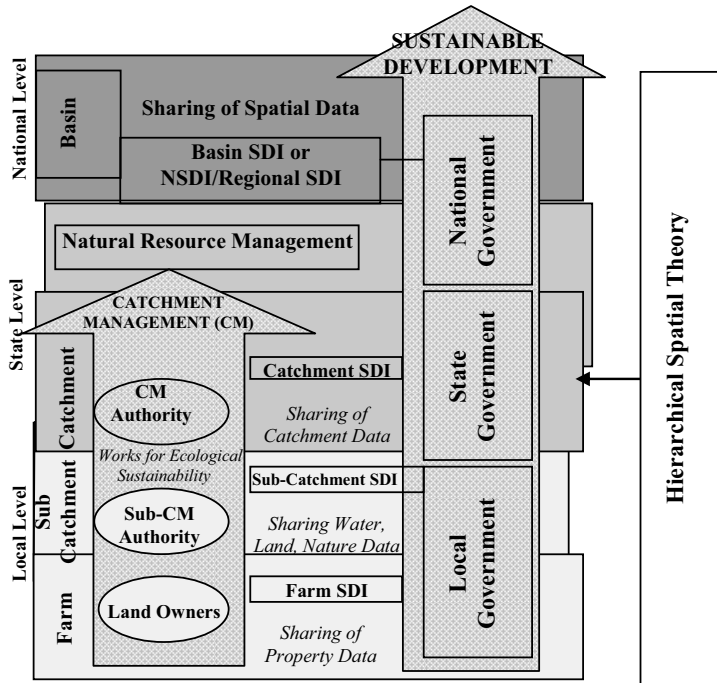 SUSTAINABLE
DEVELOPMENT
National Level
Basin
Sharing of Spatial Data
Basin SDI or
NSDI/Regional SDI
National
Government
Natural Resource Management
State Level
CATCHMENT
MANAGEMENT (CM)
Catchment
CM
Authority
Catchment SDI
Sharing of
Catchment Data
State
Government
Works for Ecological
Sustainability
Local Level
Sub
Catchment
Sub-CM
Authority
Sub-Catchment SDI
Sharing Water,
Land, Nature Data
Local
Government
Farm
Land Owners
Farm SDI
Sharing of
Property Data
Hierarchical Spatial Theory